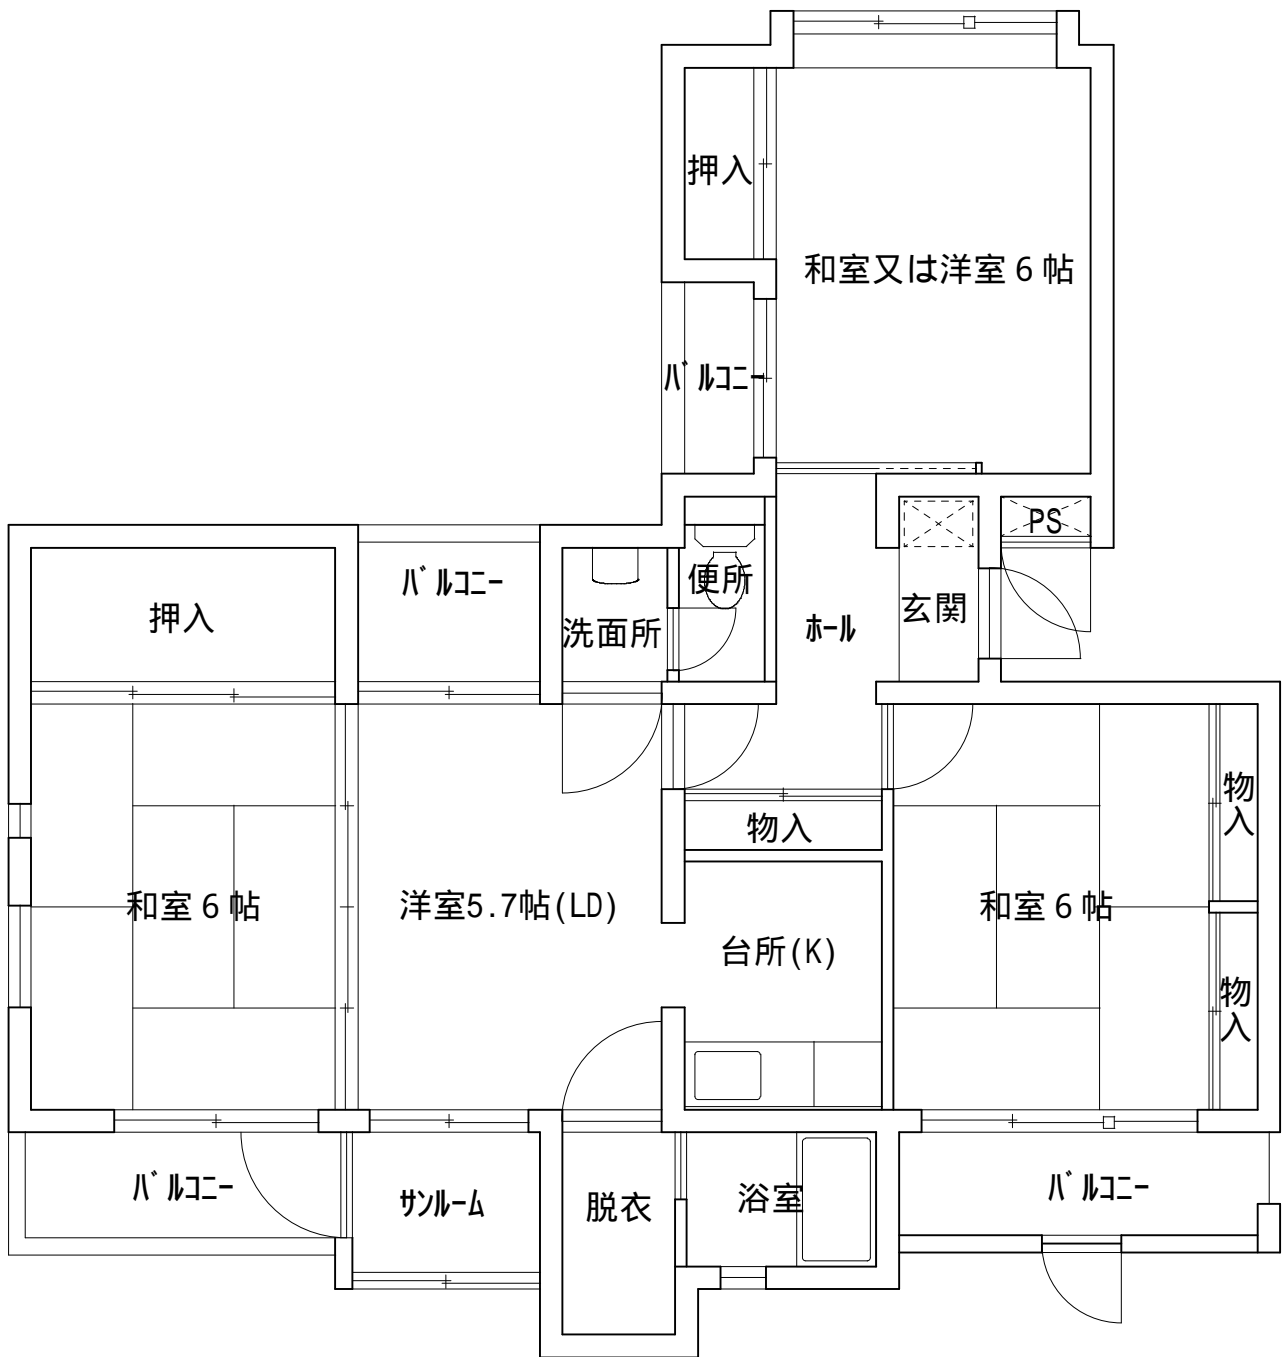 押入
和室又は洋室６帖
バルコニー
PS
バルコニー
便所
押入
洗面所
ホール
玄関
物入
物入
和室６帖
洋室5.7帖(LD)
和室６帖
台所(K)
物入
バルコニー
サンルーム
脱衣
浴室
バルコニー